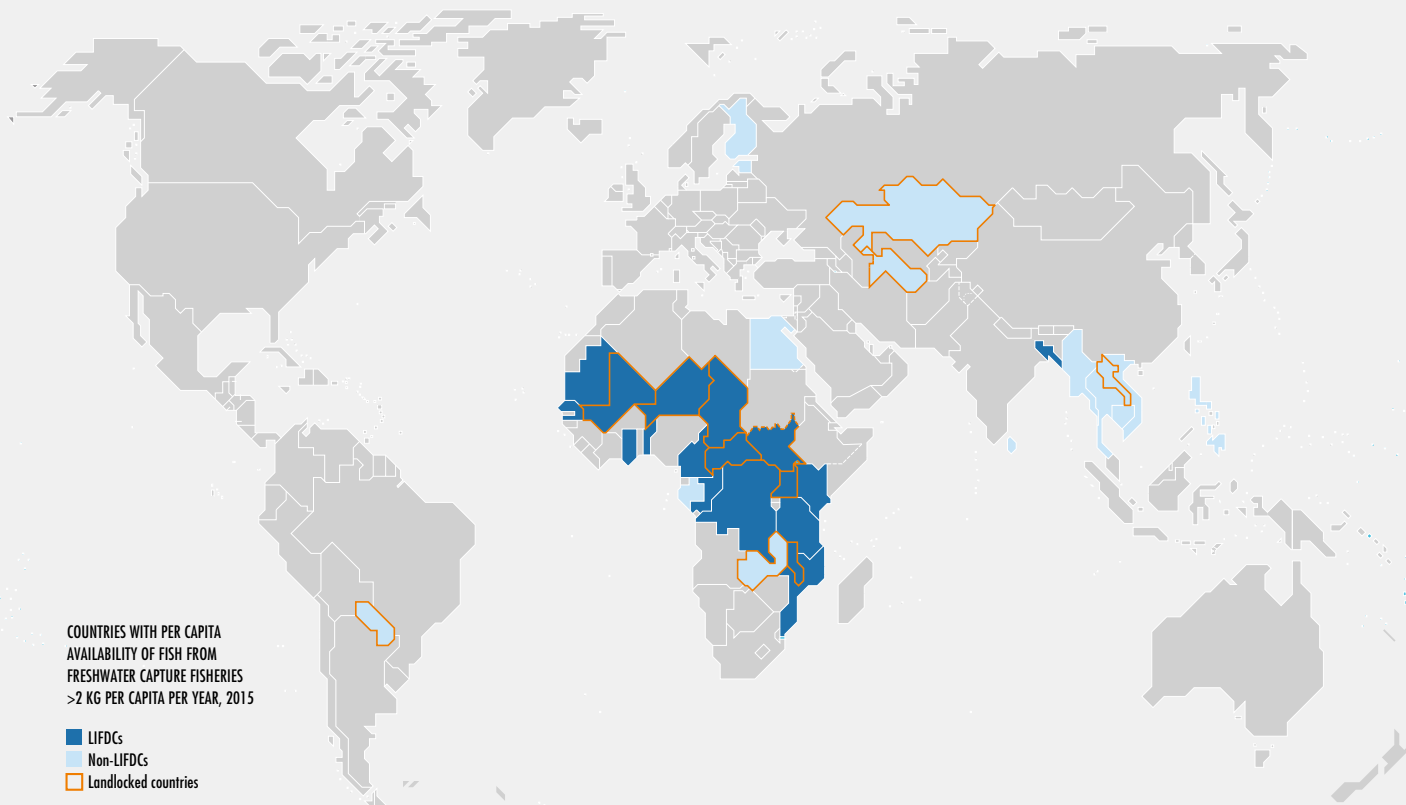 COUNTRIES WITH PER CAPITA
AVAILABILITY OF FISH FROM
FRESHWATER CAPTURE FISHERIES
>2 KG PER CAPITA PER YEAR, 2015
LIFDCs
Non-LIFDCs
Landlocked countries